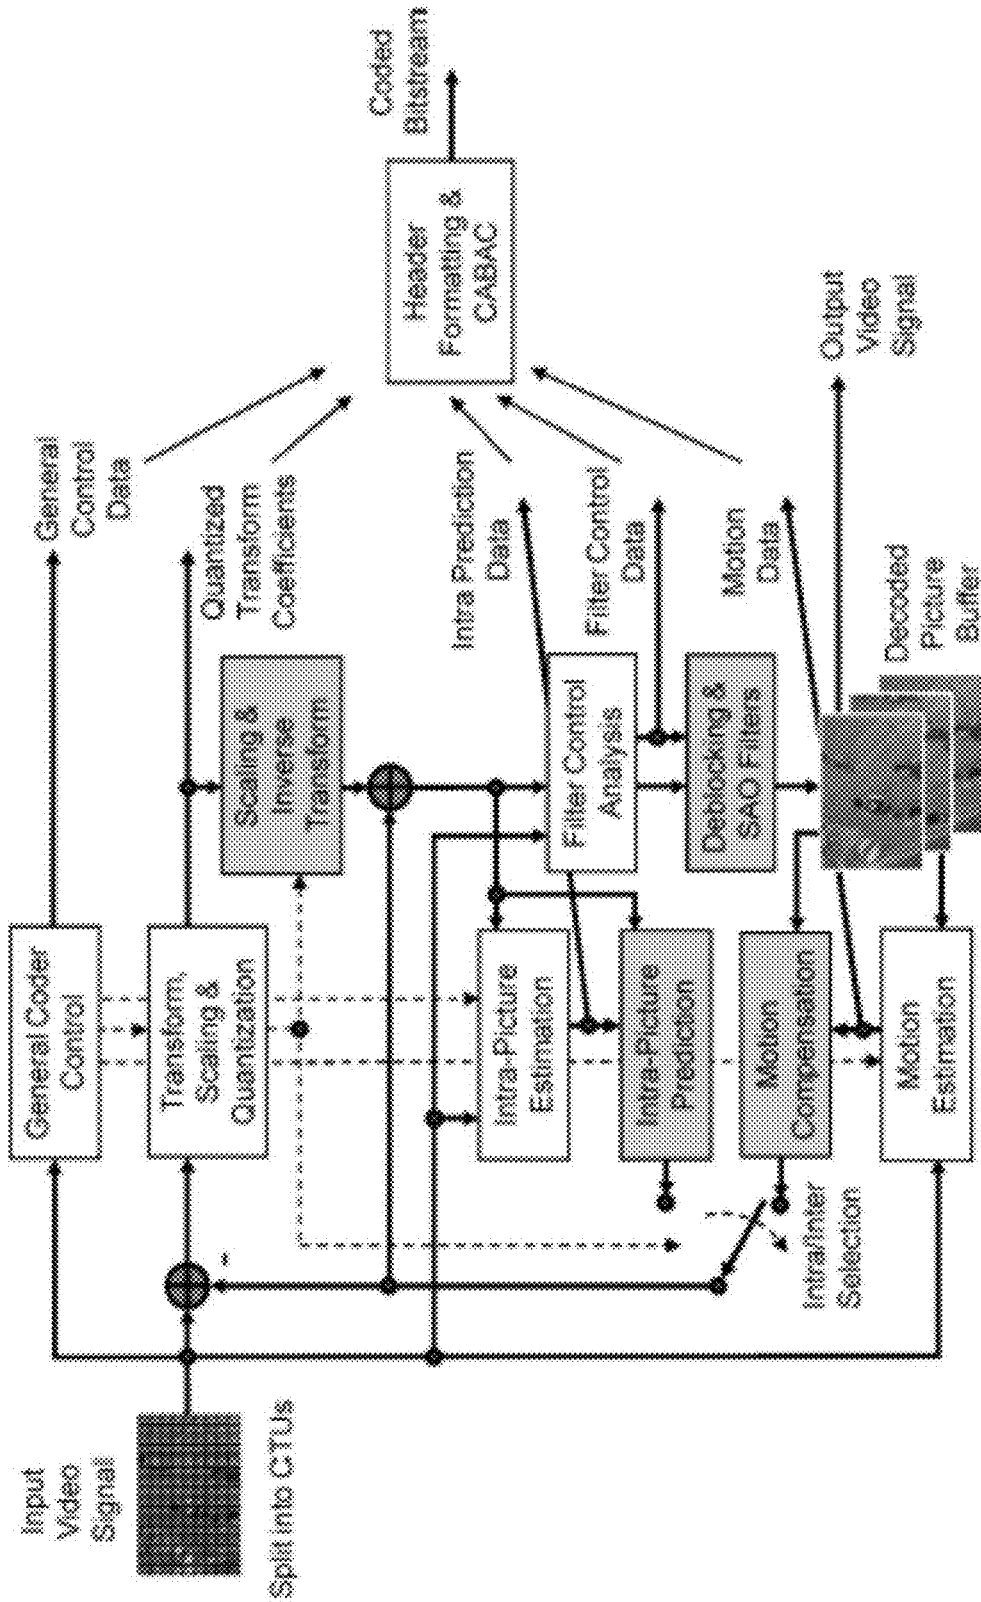 Input
Video
Signal
Split into CTUs
General Coder
Control
Transform,
Scaling &
Quantization
Scaling &
Inverse
Transform
General
Control
Data
Quantized
Transform
Coefficients
Intra-Picture
Estimation
Intra-Picture
Prediction
Filter Control
Analysis
Deblocking &
SAO Filters
Motion
Compensation
Motion
Estimation
Intra/Inter
Selection
Intra Prediction
Data
Filter Control
Data
Motion
Data
Decoded
Picture
Buffer
Output
Video
Signal
Header
Formatting &
CABAC
Coded
Bitstream